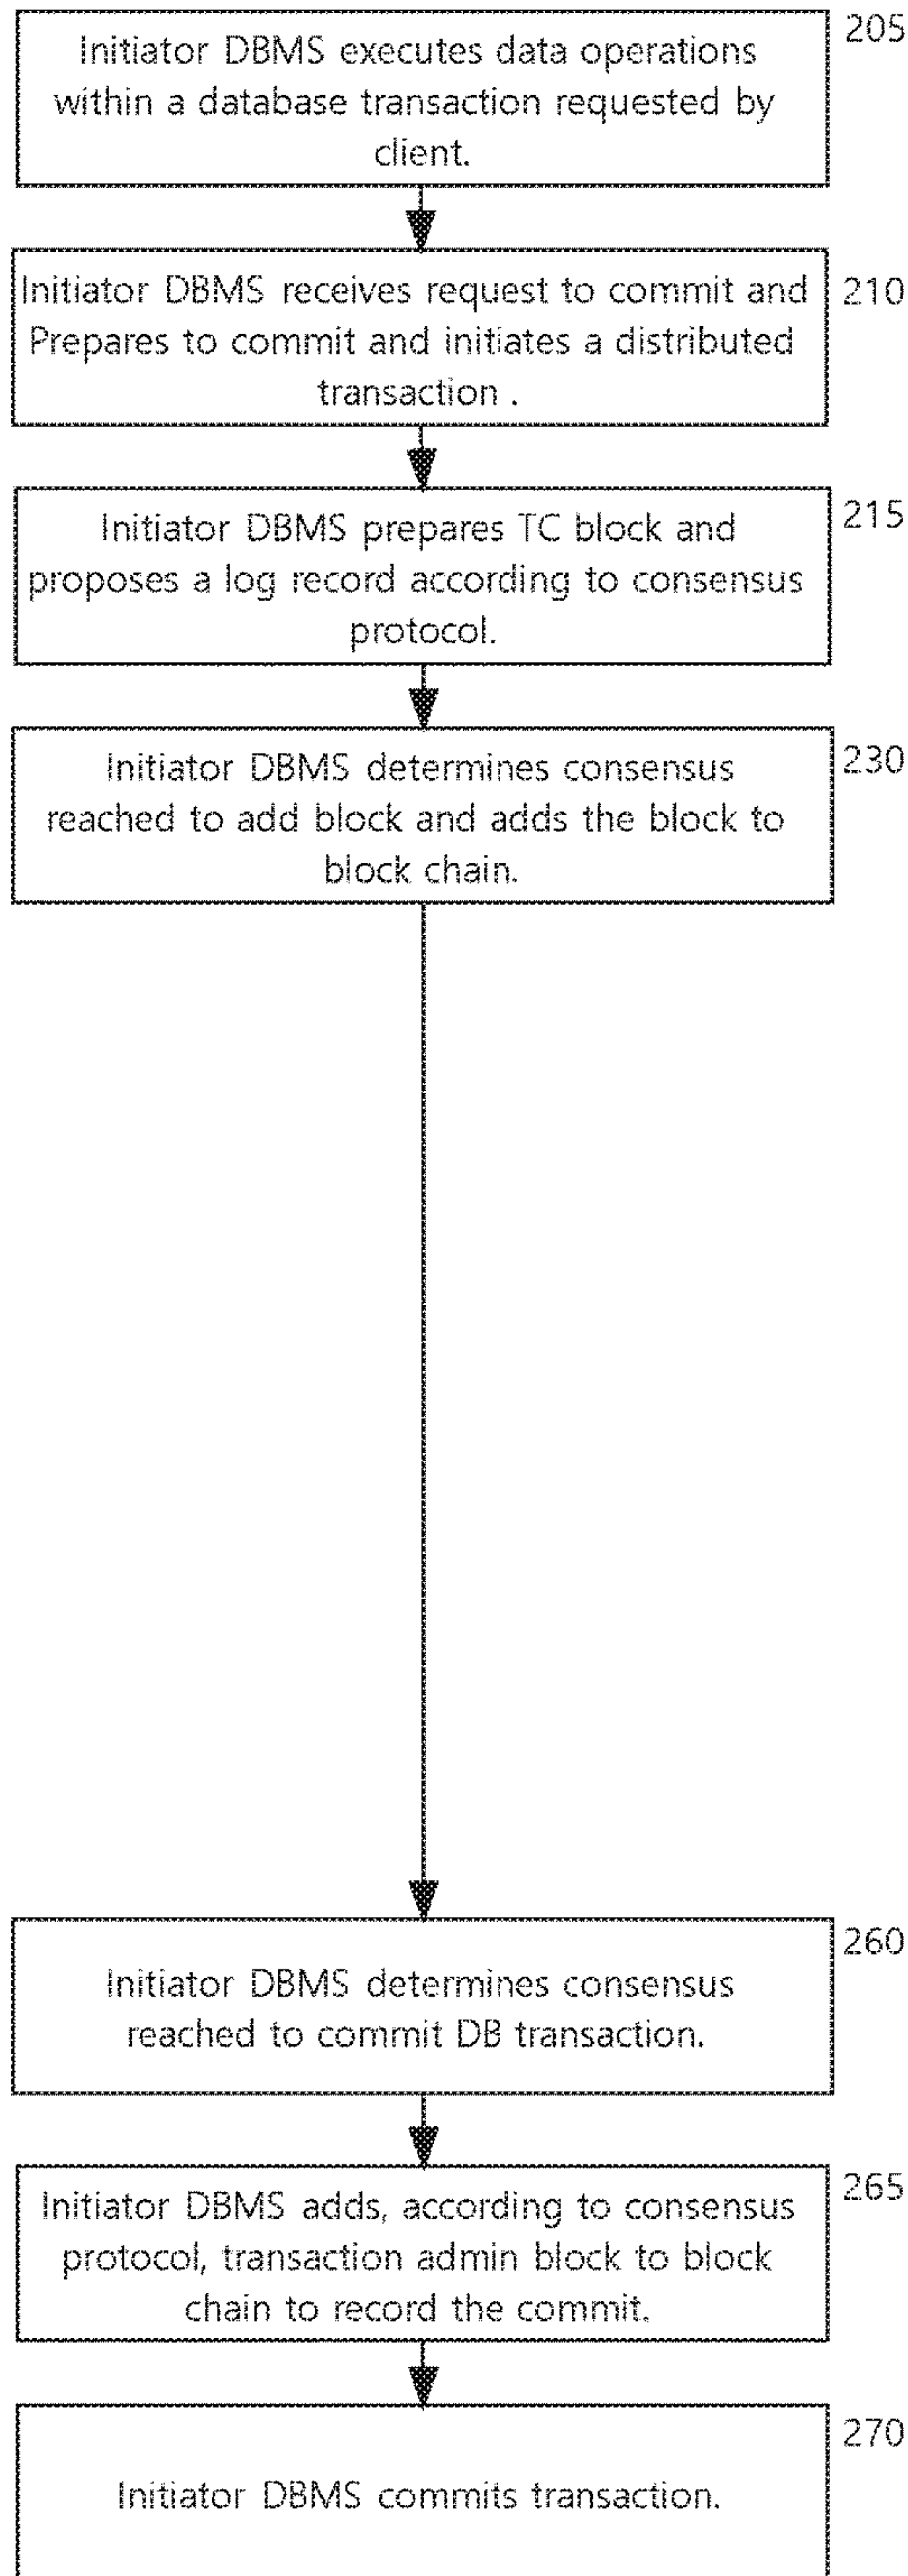 205
Initiator DBMS executes data operations
within a database transaction requested by
client.
210
Initiator DBMS receives request to commit and
Prepares to commit and initiates a distributed
transaction .
215
Initiator DBMS prepares TC block and
proposes a log record according to consensus
protocol.
230
Initiator DBMS determines consensus
reached to add block and adds the block to
block chain.
260
Initiator DBMS determines consensus
reached to commit DB transaction.
265
Initiator DBMS adds, according to consensus
protocol, transaction admin block to block
chain to record the commit.
270
Initiator DBMS commits transaction.